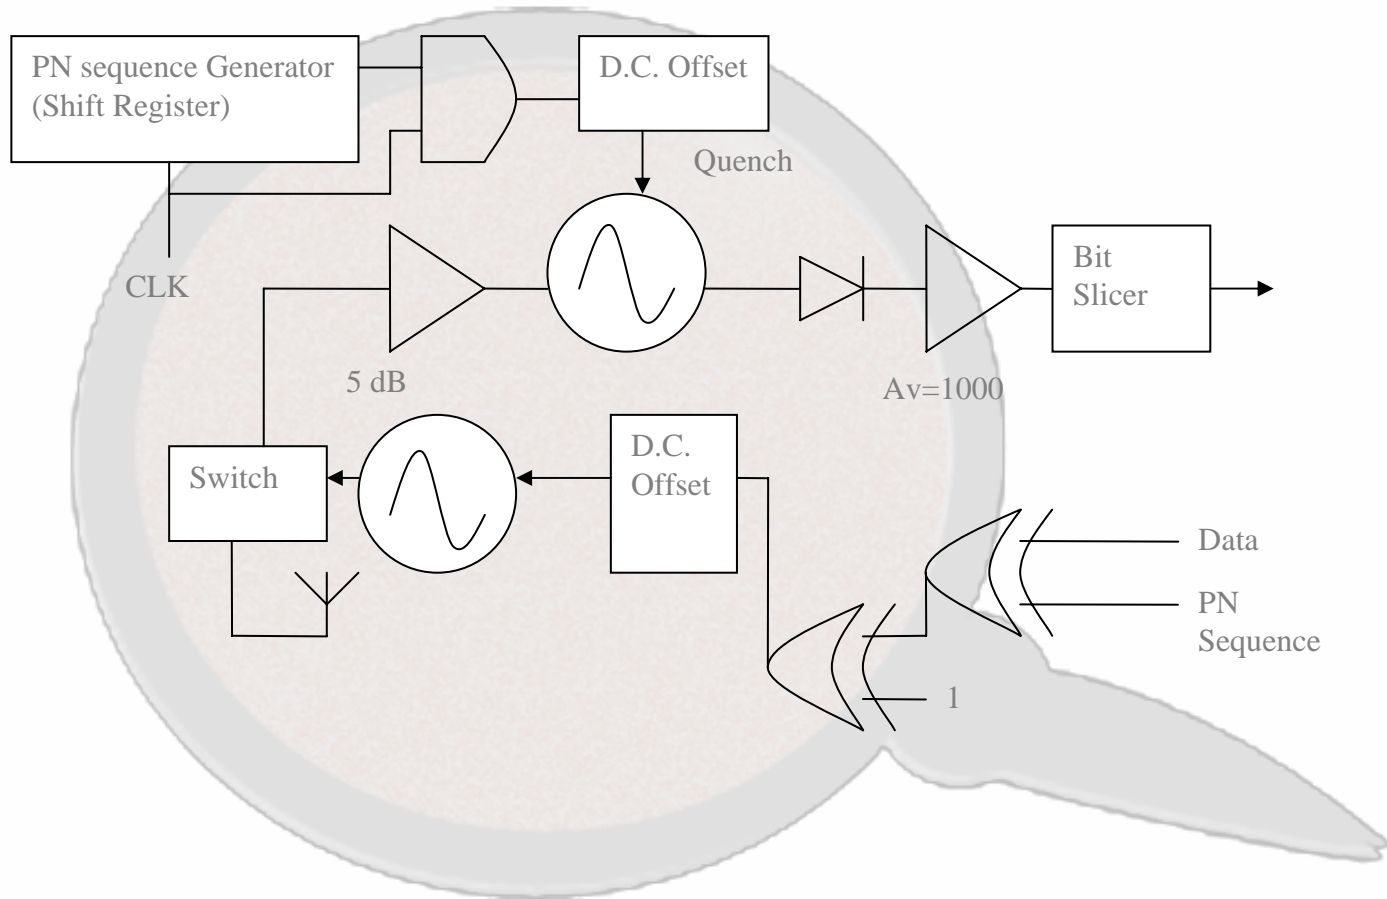 PN sequence Generator
(Shift Register)
D.C. Offset
Quench
CLK
Bit
Slicer
5 dB
Av=1000
Switch
D.C.
Offset
Data
PN
Sequence
1